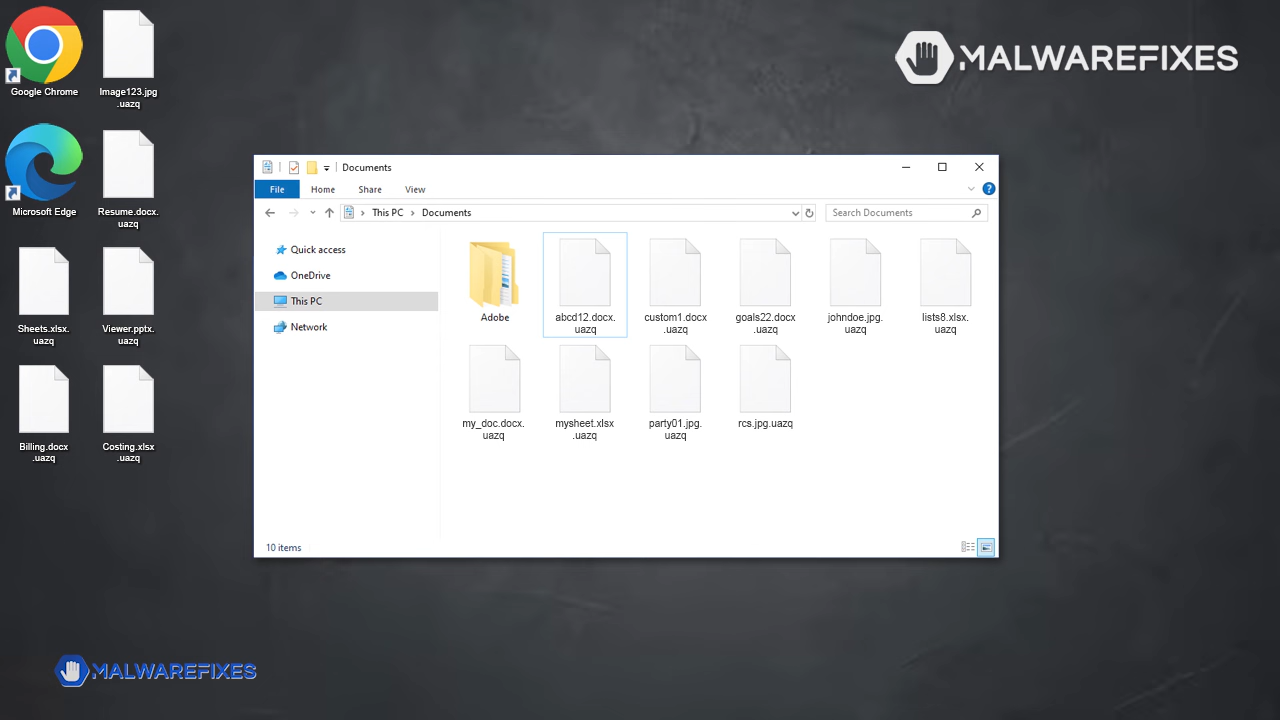 Google Chrome
Image123.jpg
.uazq
MALWAREFIXES
Microsoft Edge
Resume.docx.
uazq
Sheets.xlsx.
uazq
Viewer.pptx.
uazq
Billing.docx
.uazq
Costing.xlsx
.uazq
Documents
File Home Share View
This PC > Documents
Search Documents
Quick access
OneDrive
This PC
Network
Adobe
abcd12.docx.
uazq
custom1.docx
.uazq
goals22.docx
.uazq
johndoe.jpg.
uazq
lists8.xlsx.
uazq
my_doc.docx.
uazq
mysheet.xlsx
.uazq
party01.jpg.
uazq
rcs.jpg.uazq
10 items
MALWAREFIXES